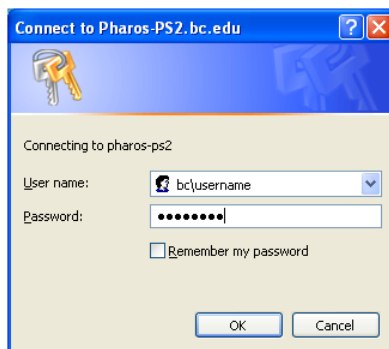 Connect to Pharos-PS2.bc.edu
Connecting to pharos-ps2
User name:
bc\username
Password:
●●●●●●●●
Remember my password
OK
Cancel